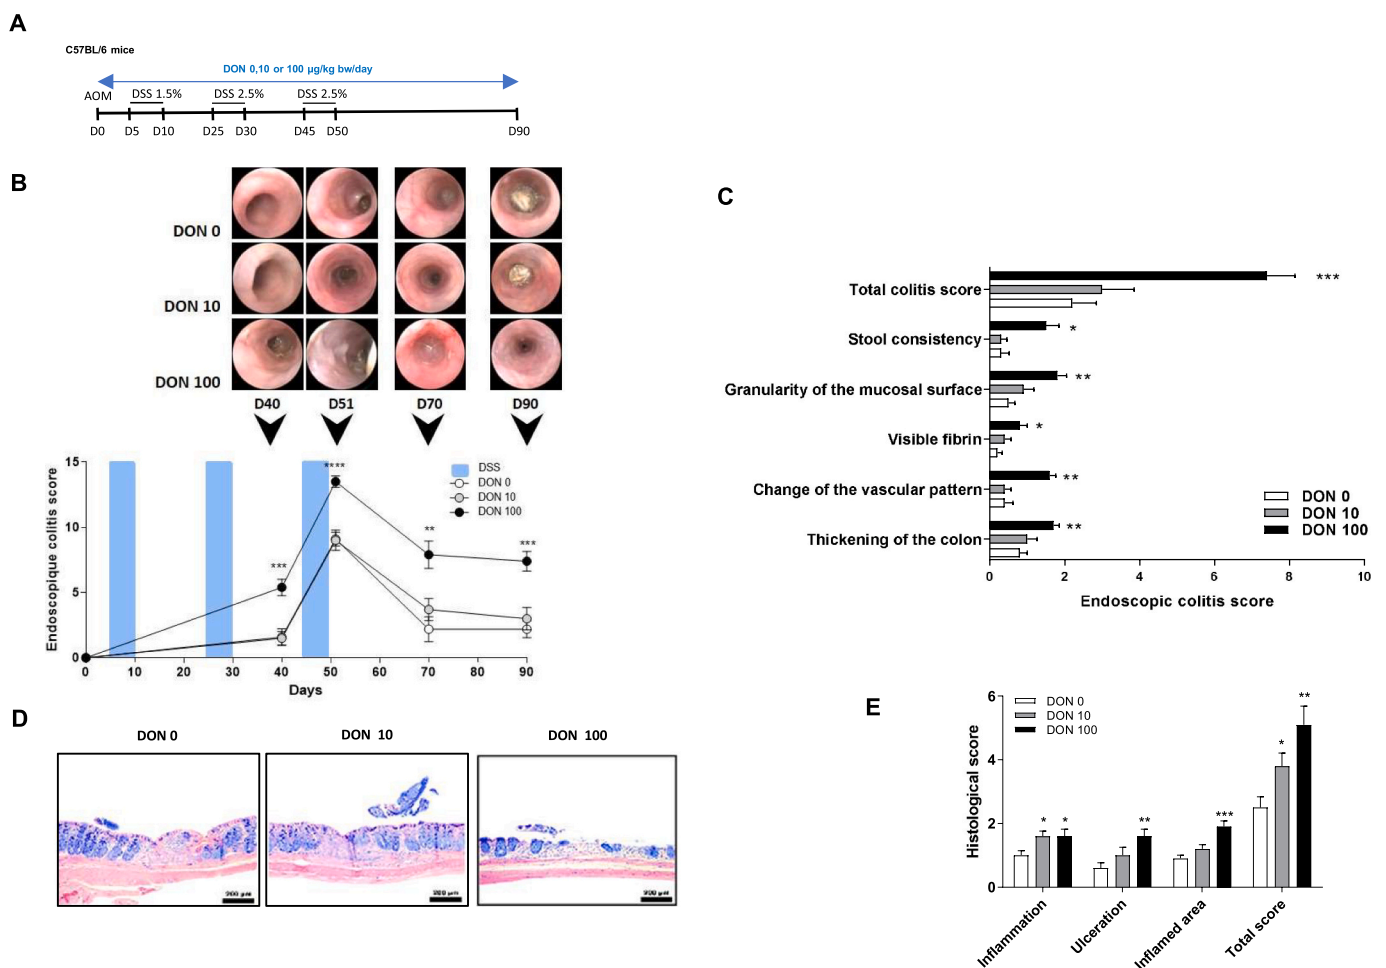 A
C57BL/6 mice
DON 0,10 or 100 µg/kg bw/day
AOM DSS 1.5% DSS 2.5% DSS 2.5%
D0 D5 D10 D25 D30 D45 D50 D90
B
DON 0
DON 10
DON 100
D40 D51 D70 D90
Endoscopique colitis score
15
10
5
0
****
***
**
***
DSS
DON 0
DON 10
DON 100
0 10 20 30 40 50 60 70 80 90
Days
C
Total colitis score ***
Stool consistency *
Granularity of the mucosal surface **
Visible fibrin *
Change of the vascular pattern **
Thickening of the colon **
DON 0
DON 10
DON 100
0 2 4 6 8 10
Endoscopic colitis score
D
DON 0 DON 10 DON 100
200 µM 200 µM 200 µM
E
Histological score
6
4
2
0
DON 0
DON 10
DON 100
* * ** *** * **
Inflammation Ulceration Inflamed area Total score